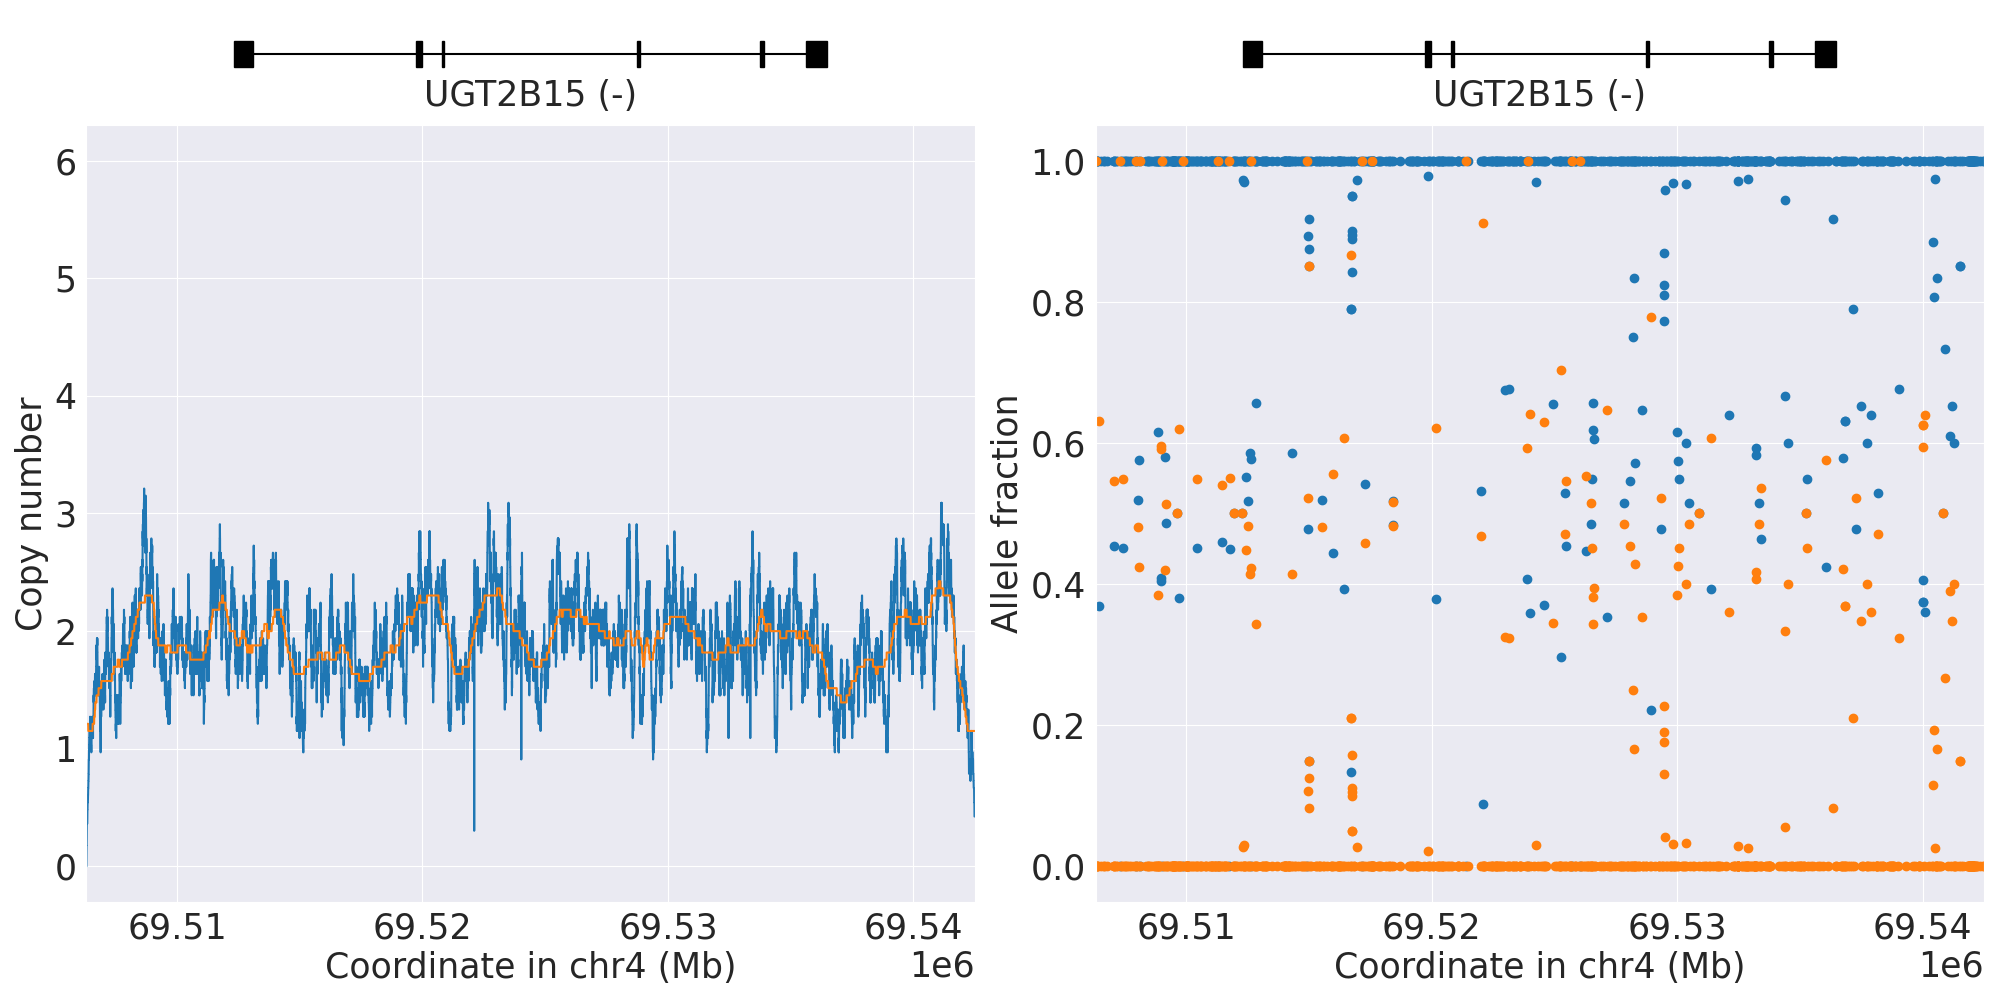 UGT2B15 (-)
6
5
4
3
2
1
0
Copy number
69.51 69.52 69.53 69.54
Coordinate in chr4 (Mb)
1e6
UGT2B15 (-)
1.0
0.8
0.6
0.4
0.2
0.0
Allele fraction
69.51 69.52 69.53 69.54
Coordinate in chr4 (Mb)
1e6